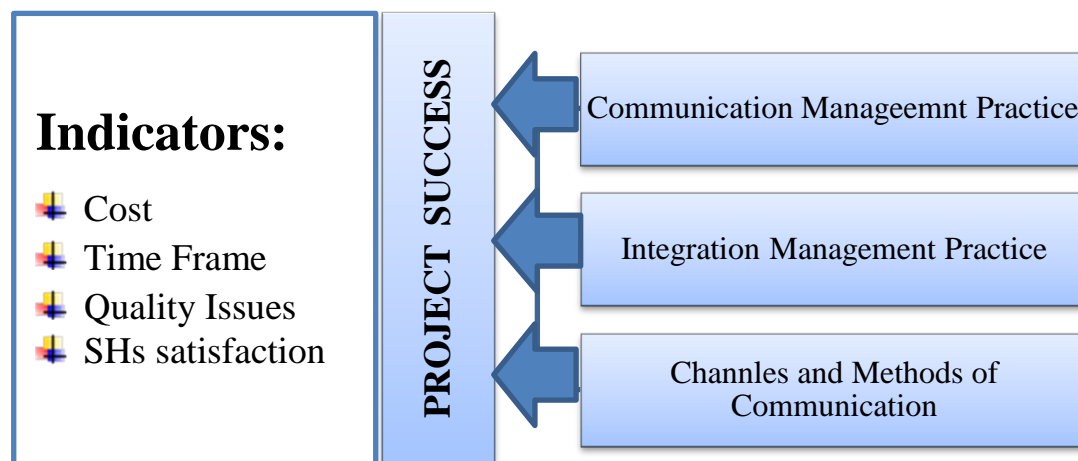 Indicators:
Cost
Time Frame
Quality Issues
SHs satisfaction
PROJECT SUCCESS
Communication Manageemnt Practice
Integration Management Practice
Channles and Methods of
Communication